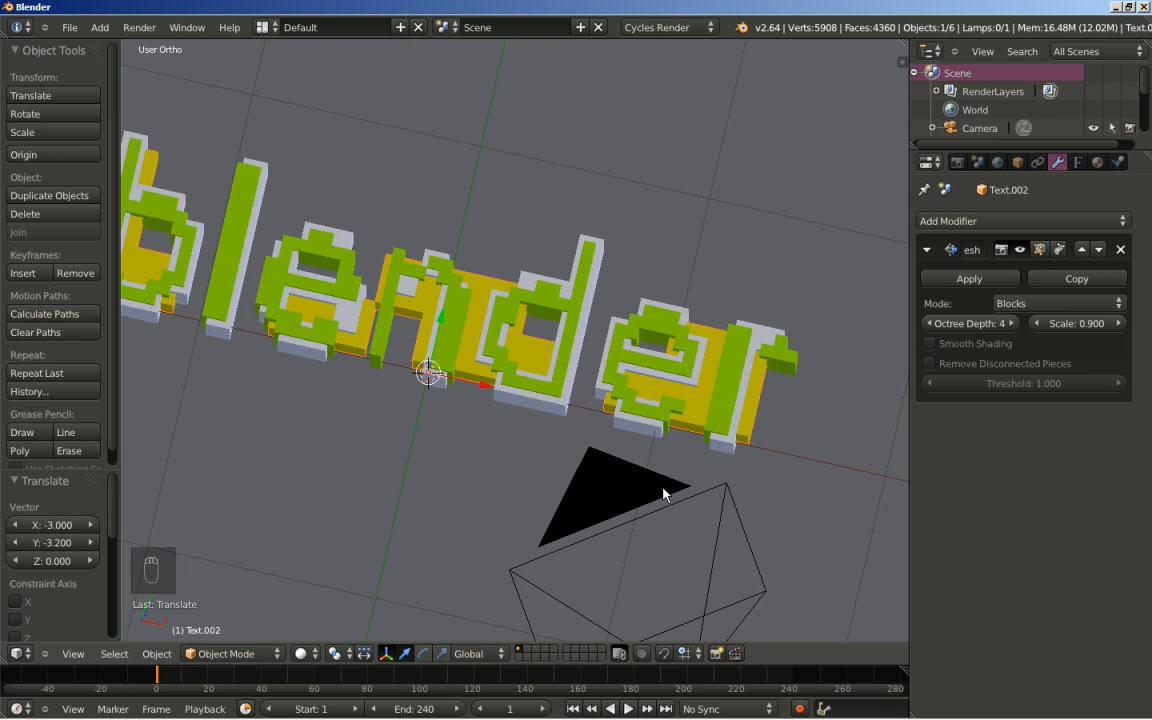 Blender
File Add Render Window Help Default Scene Cycles Render v2.64 | Verts:5908 | Faces:4360 | Objects:1/6 | Lamps:0/1 | Mem:16.48M (12.02M) | Text.0
Object Tools
Transform:
Translate
Rotate
Scale
Origin
Object:
Duplicate Objects
Delete
Join
Keyframes:
Insert Remove
Motion Paths:
Calculate Paths
Clear Paths
Repeat:
Repeat Last
History...
Grease Pencil:
Draw Line
Poly Erase
Translate
Vector
X: -3.000
Y: -3.200
Z: 0.000
Constraint Axis
X
Y
User Ortho
blender
Last: Translate
(1) Text.002
View Select Object Object Mode Global
-40 -20 0 20 40 60 80 100 120 140 160 180 200 220 240 260 280
View Marker Frame Playback Start: 1 End: 240 1 No Sync
View Search All Scenes
Scene
RenderLayers
World
Camera
Text.002
Add Modifier
esh
Apply Copy
Mode: Blocks
Octree Depth: 4 Scale: 0.900
Smooth Shading
Remove Disconnected Pieces
Threshold: 1.000